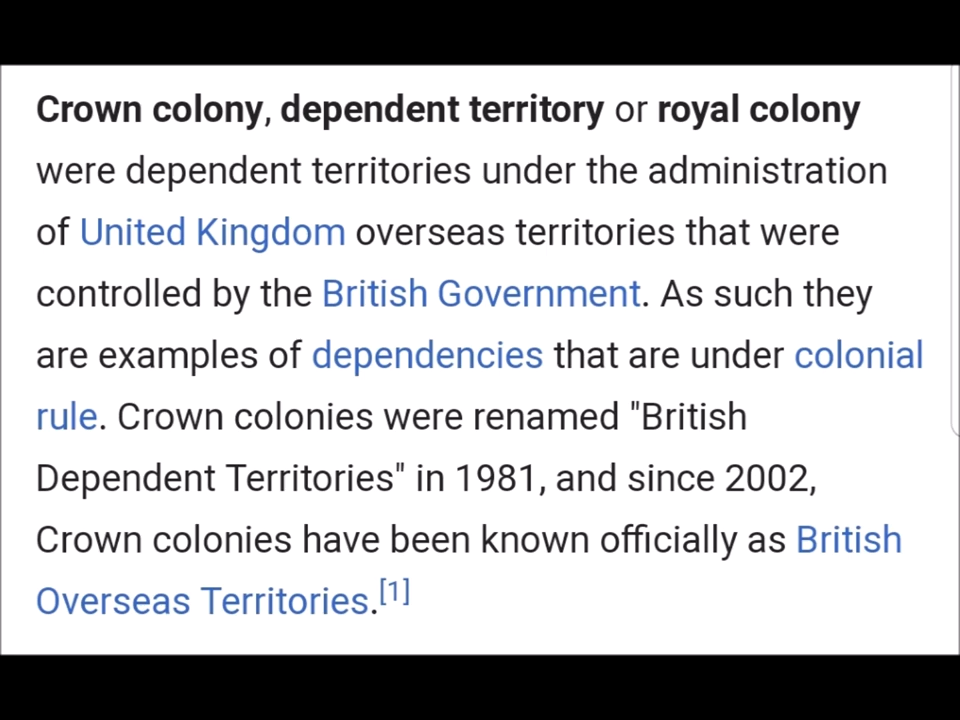 Crown colony, dependent territory or royal colony
were dependent territories under the administration
of United Kingdom overseas territories that were
controlled by the British Government. As such they
are examples of dependencies that are under colonial
rule. Crown colonies were renamed "British
Dependent Territories" in 1981, and since 2002,
Crown colonies have been known officially as British
Overseas Territories.[1]